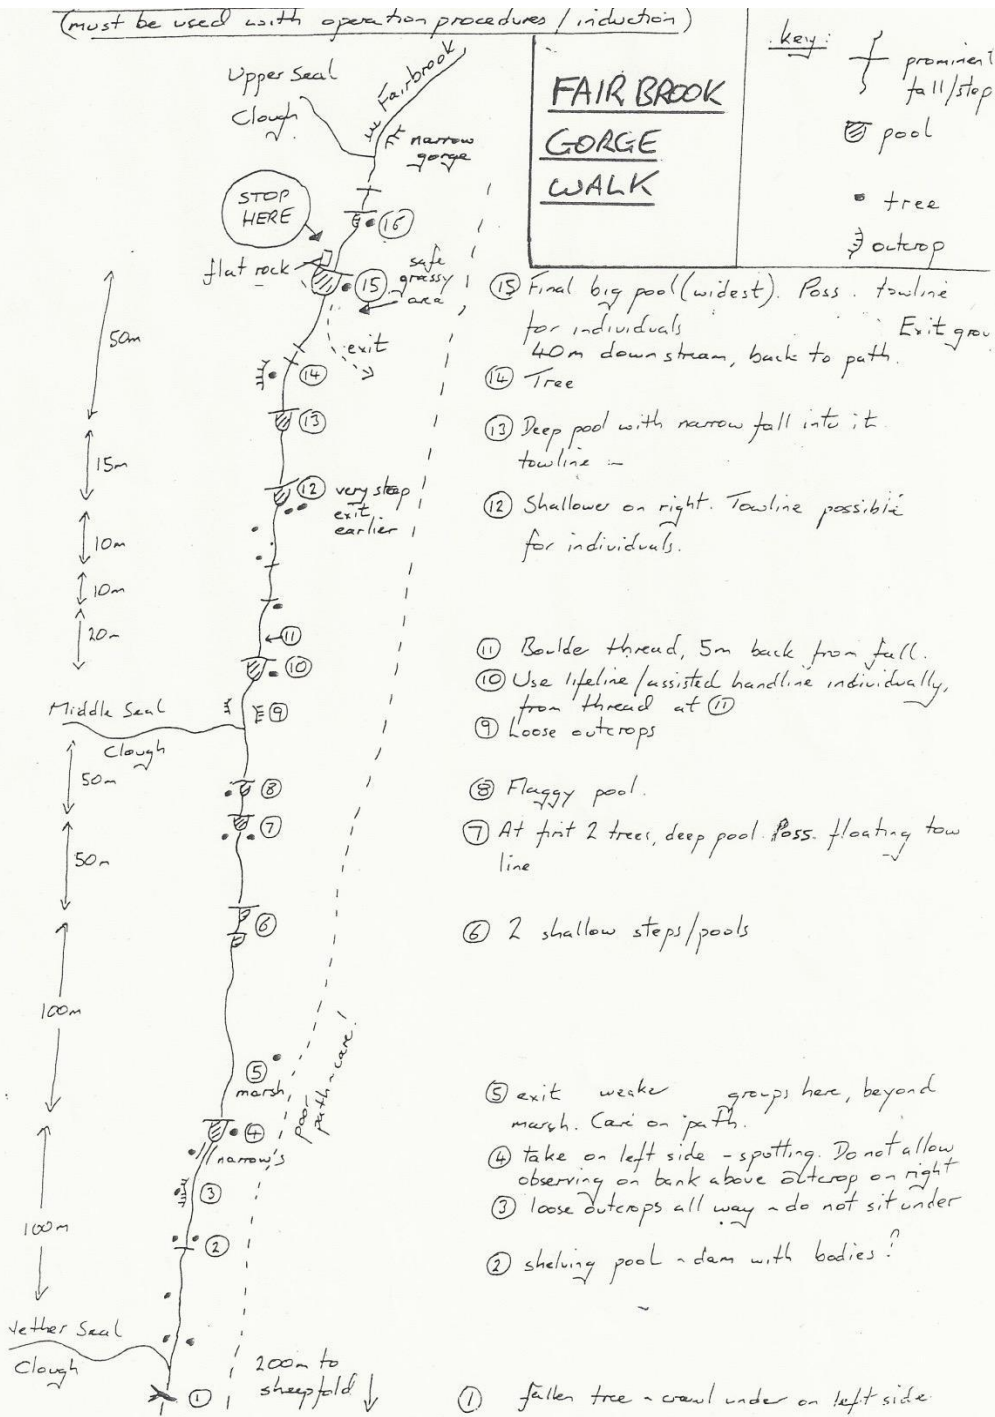 (must be used with operation procedures / induction)
FAIR BROOK
GORGE
WALK
key:
prominent
fall/step
pool
tree
outcrop
Upper Seal
Clough
Fairbrook
narrow
gorge
STOP
HERE
16
flat rock
15
safe
grassy
area
exit
50m
14
13
15m
12 very steep
exit
earlier
10m
10m
20m
11
10
Middle Seal
Clough
9
50m
8
7
50m
6
100m
5
marsh
poor
path - care!
4
narrow's
3
100m
2
Nether Seal
Clough
1
200m to
sheepfold
15 Final big pool (widest). Poss. towline
for individuals Exit grou
40m downstream, back to path.
14 Tree
13 Deep pool with narrow fall into it
towline -
12 Shallower on right. Towline possible
for individuals.
11 Boulder thread, 5m back from fall.
10 Use lifeline/assisted handline individually,
from thread at 11
9 Loose outcrops
8 Flaggy pool.
7 At first 2 trees, deep pool. Poss. floating tow
line
6 2 shallow steps/pools
5 exit weaker groups here, beyond
marsh. Care on path.
4 take on left side - spotting. Do not allow
observing on bank above outcrop on right
3 loose outcrops all way - do not sit under
2 shelving pool - dam with bodies?
1 fallen tree - crawl under on left side